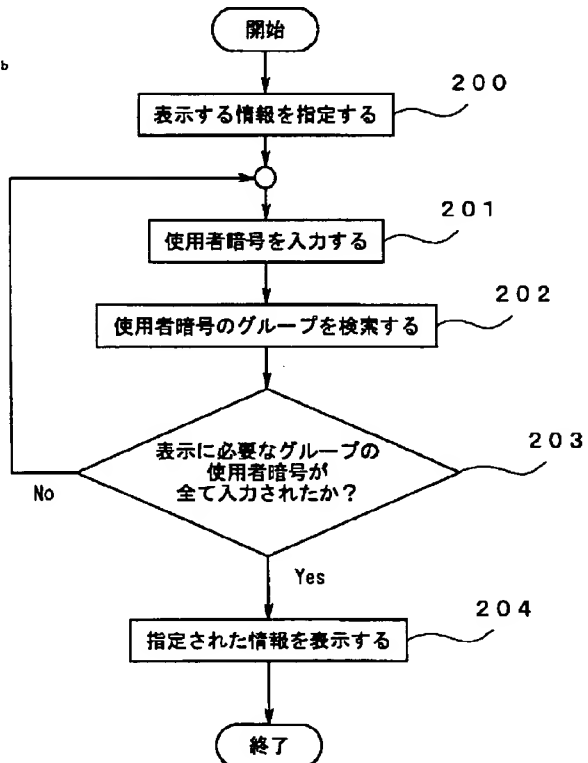 開始
b
200
表示する情報を指定する
201
使用者暗号を入力する
202
使用者暗号のグループを検索する
203
表示に必要なグループの
使用者暗号が
全て入力されたか？
No
Yes
204
指定された情報を表示する
終了